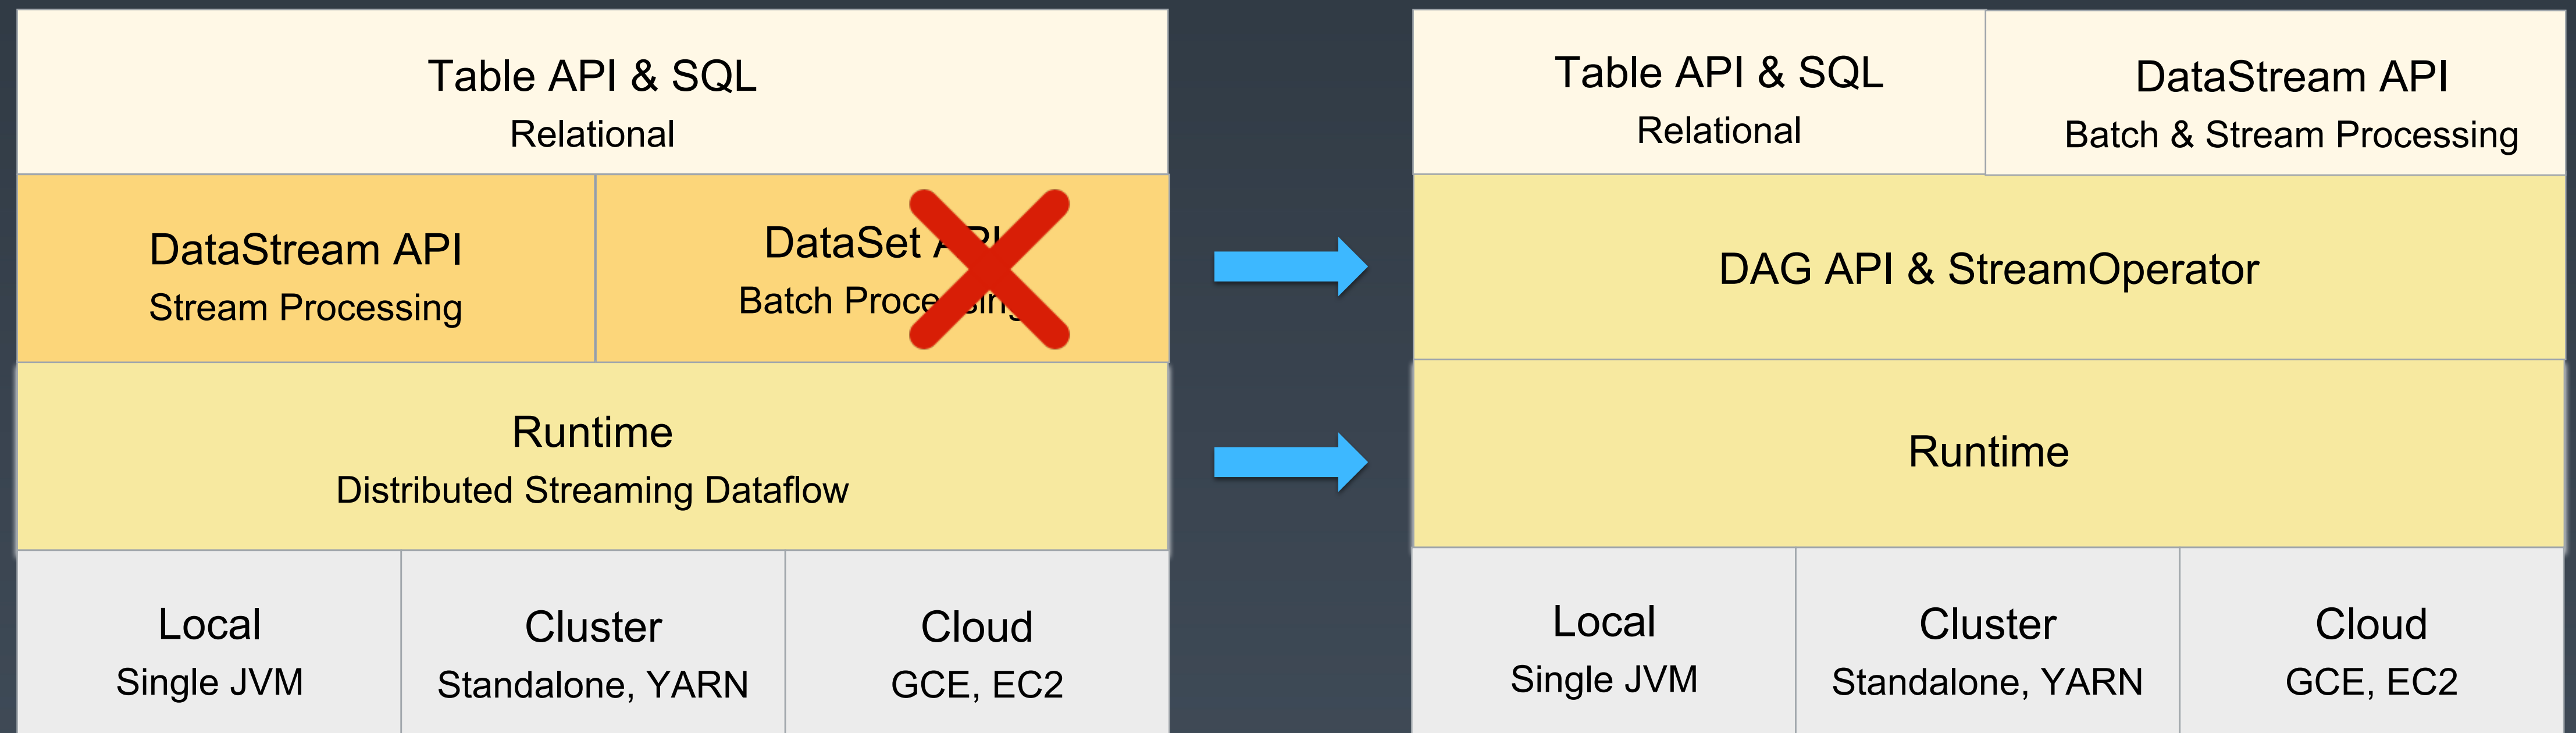 Table API & SQL
Relational
DataStream API
Stream Processing
DataSet API
Batch Processing
Runtime
Distributed Streaming Dataflow
Local
Single JVM
Cluster
Standalone, YARN
Cloud
GCE, EC2
Table API & SQL
Relational
DataStream API
Batch & Stream Processing
DAG API & StreamOperator
Runtime
Local
Single JVM
Cluster
Standalone, YARN
Cloud
GCE, EC2